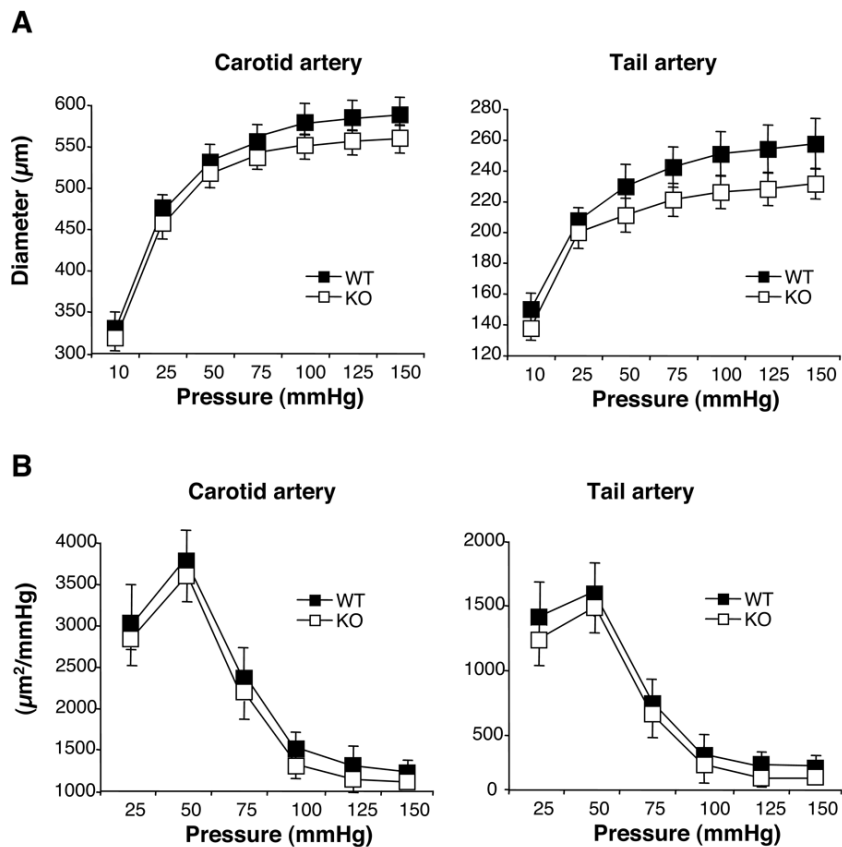 A
Carotid artery
Diameter (µm)
600
550
500
450
400
350
300
WT
KO
10 25 50 75 100 125 150
Pressure (mmHg)
Tail artery
280
260
240
220
200
180
160
140
120
WT
KO
10 25 50 75 100 125 150
Pressure (mmHg)
B
Carotid artery
(µm²/mmHg)
4000
3500
3000
2500
2000
1500
1000
WT
KO
25 50 75 100 125 150
Pressure (mmHg)
Tail artery
2000
1500
1000
500
0
WT
KO
25 50 75 100 125 150
Pressure (mmHg)